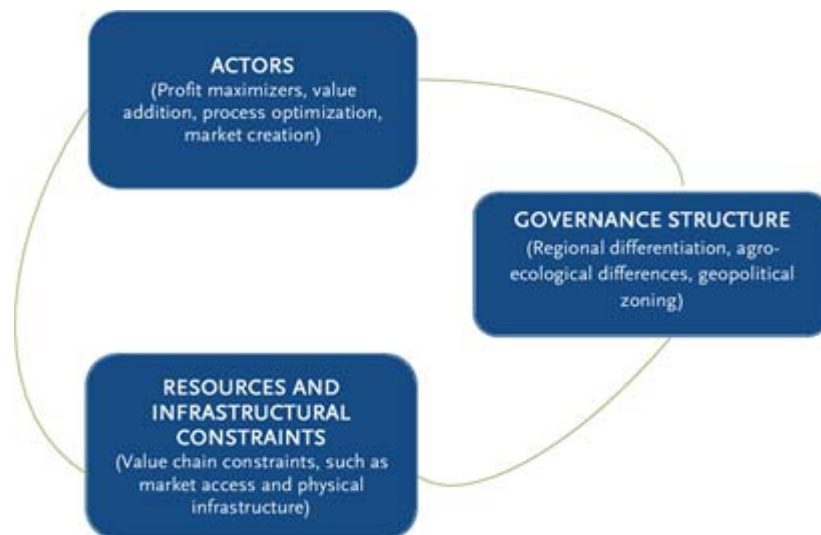 ACTORS
(Profit maximizers, value
addition, process optimization,
market creation)
GOVERNANCE STRUCTURE
(Regional differentiation, agro-
ecological differences, geopolitical
zoning)
RESOURCES AND
INFRASTRUCTURAL
CONSTRAINTS
(Value chain constraints, such as
market access and physical
infrastructure)